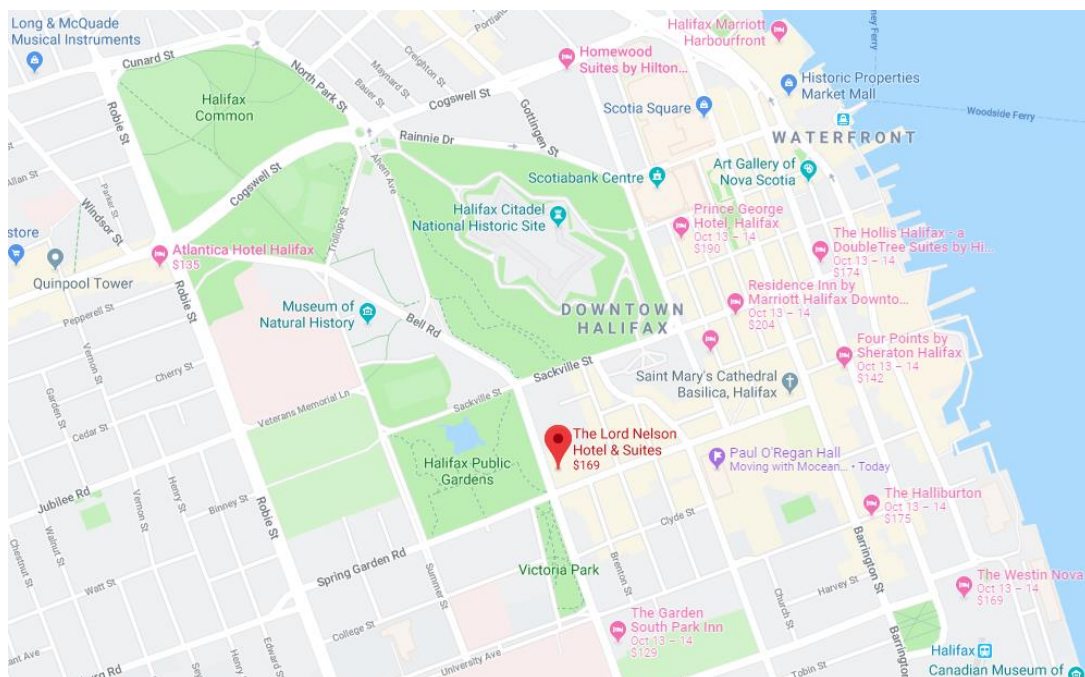 Long & McQuade
Musical Instruments
Cunard St
North Park St
Maynard St
Bauer St
Creighton St
Portland
Cogswell St
Gottingen St
Homewood
Suites by Hilton...
Halifax Marriott
Harbourfront
Historic Properties
Market Mall
Woodside Ferry
ney Ferry
Scotia Square
WATERFRONT
Halifax
Common
Robie St
Rainnie Dr
Ahern Ave
Cogswell St
Trollope St
Allan St
Parker St
Windsor St
store
Quinpool Tower
Atlantica Hotel Halifax
$135
Scotiabank Centre
Art Gallery of
Nova Scotia
Halifax Citadel
National Historic Site
Prince George
Hotel, Halifax
Oct 13 – 14
$190
The Hollis Halifax - a
DoubleTree Suites by Hi...
Oct 13 – 14
$174
Residence Inn by
Marriott Halifax Downto...
Oct 13 – 14
$204
DOWNTOWN
HALIFAX
Museum of
Natural History
Bell Rd
Robie St
Pepperell St
Vernon St
Cherry St
Garden St
Cedar St
Veterans Memorial Ln
Sackville St
Sackville St
Four Points by
Sheraton Halifax
Oct 13 – 14
$142
Saint Mary's Cathedral
Basilica, Halifax
The Lord Nelson
Hotel & Suites
$169
Halifax Public
Gardens
Paul O'Regan Hall
Moving with Mocean... • Today
Jubilee Rd
Henry St
Binney St
Vernon St
Walnut St
Chestnut St
Watt St
Robie St
Spring Garden Rd
Summer St
College St
University Ave
Edward St
Henry St
Victoria Park
Brenton St
Clyde St
The Halliburton
Oct 13 – 14
$175
Barrington St
Harvey St
Church St
Tobin St
The Westin Nova
Oct 13 – 14
$169
The Garden
South Park Inn
Oct 13 – 14
$129
Barrington
Halifax
Canadian Museum of